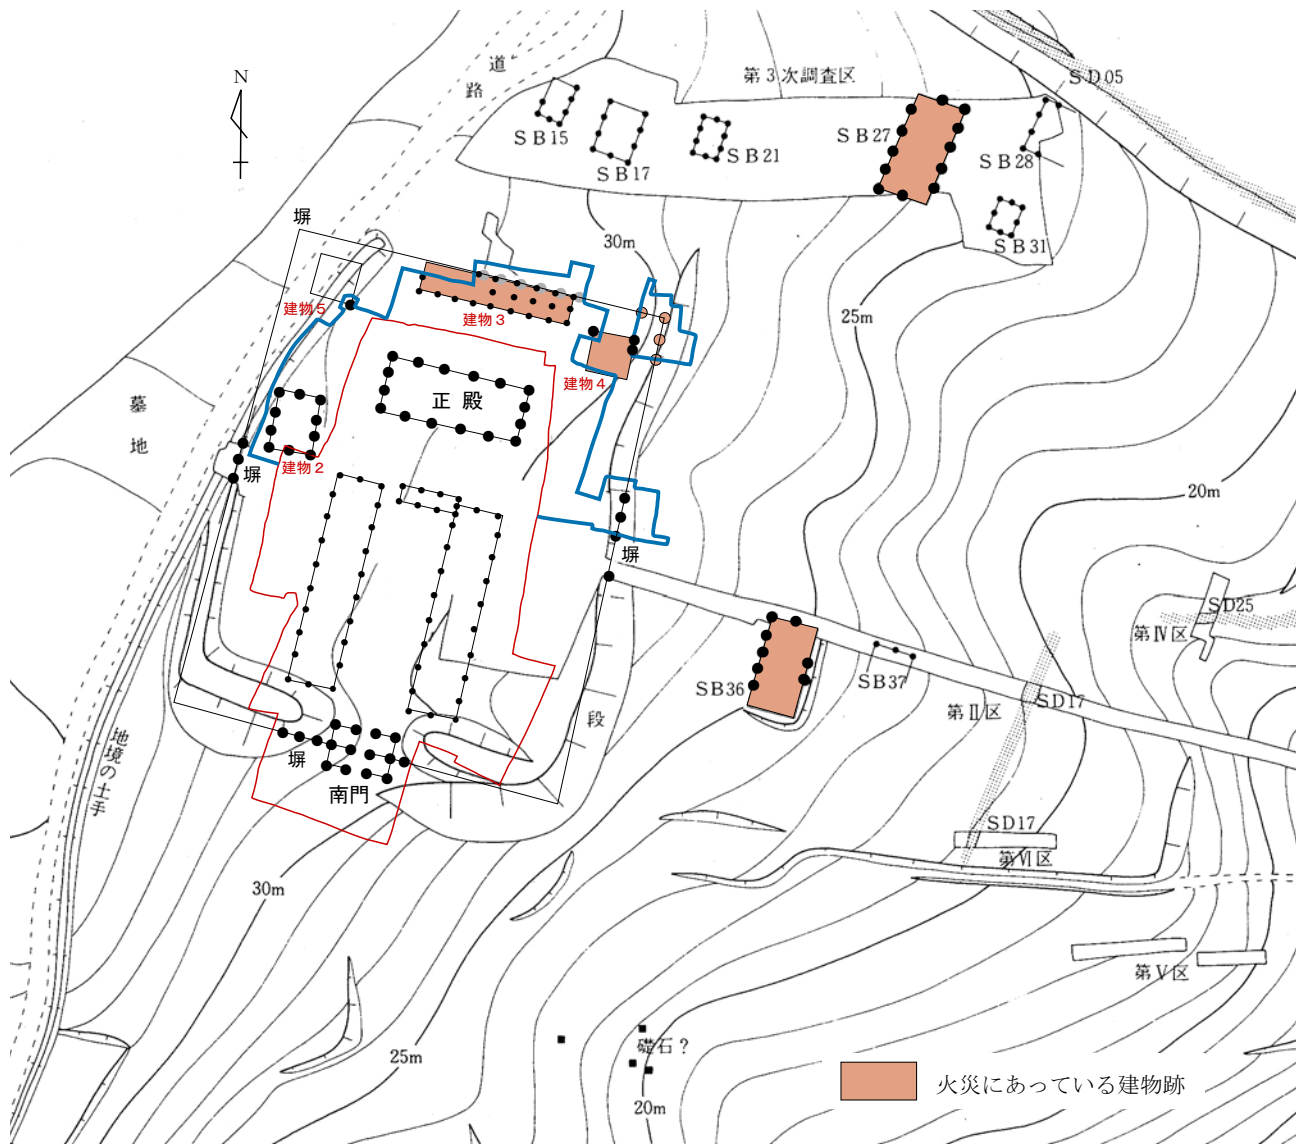 N
道
路
第3次調査区
SD05
SB15
SB17
SB21
SB27
SB28
SB31
塀
30m
建物5
建物3
建物4
25m
正殿
墓
地
塀
建物2
20m
塀
SD25
第Ⅳ区
SB36
SB37
SD17
第Ⅱ区
段
地境の土手
塀
南門
SD17
第Ⅵ区
30m
第Ⅴ区
25m
礎石?
20m
火災にあっている建物跡